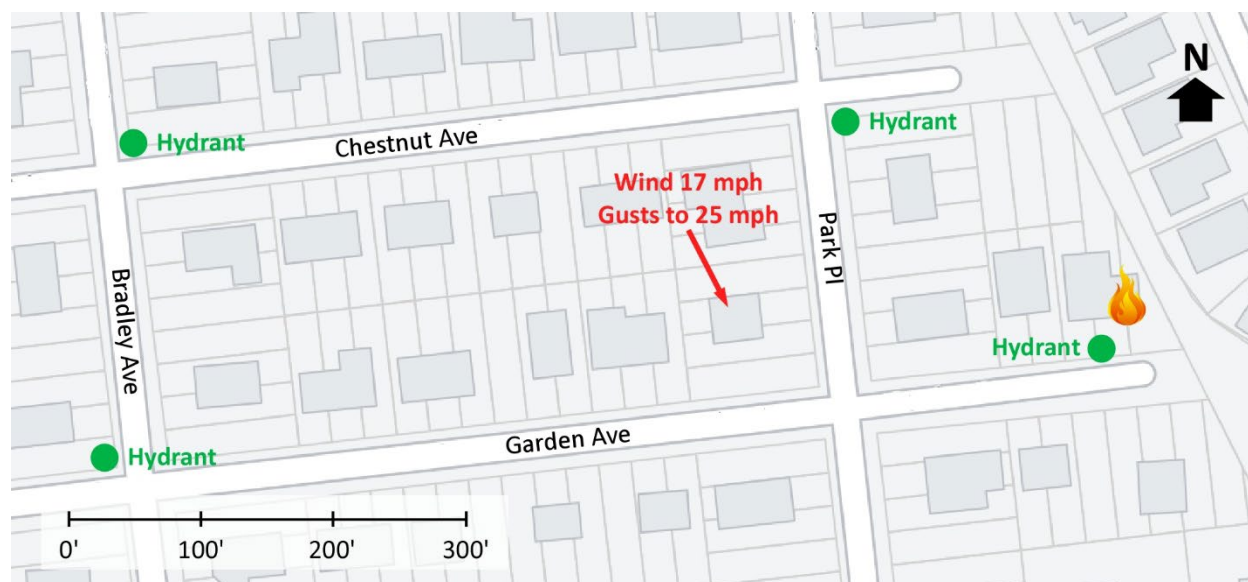 N
Hydrant
Chestnut Ave
Hydrant
Wind 17 mph
Gusts to 25 mph
Park Pl
Bradley Ave
Hydrant
Hydrant
Garden Ave
0'
100'
200'
300'